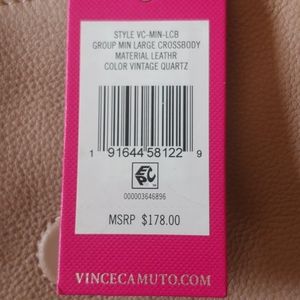 STYLE VC-MIN-LCB
GROUP MIN LARGE CROSSBODY
MATERIAL LEATHR
COLOR VINTAGE QUARTZ
1 91644 58122 9
EPC
000003646896
MSRP $178.00
VINCECAMUTO.COM